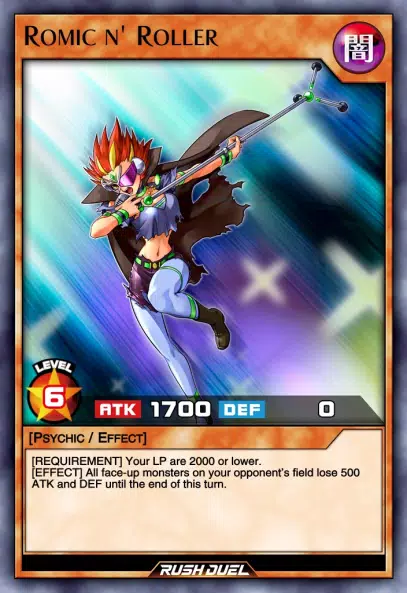 Romic n' Roller
闇
LEVEL
6
ATK 1700 DEF 0
[Psychic / Effect]
[REQUIREMENT] Your LP are 2000 or lower.
[EFFECT] All face-up monsters on your opponent's field lose 500
ATK and DEF until the end of this turn.
RUSH DUEL